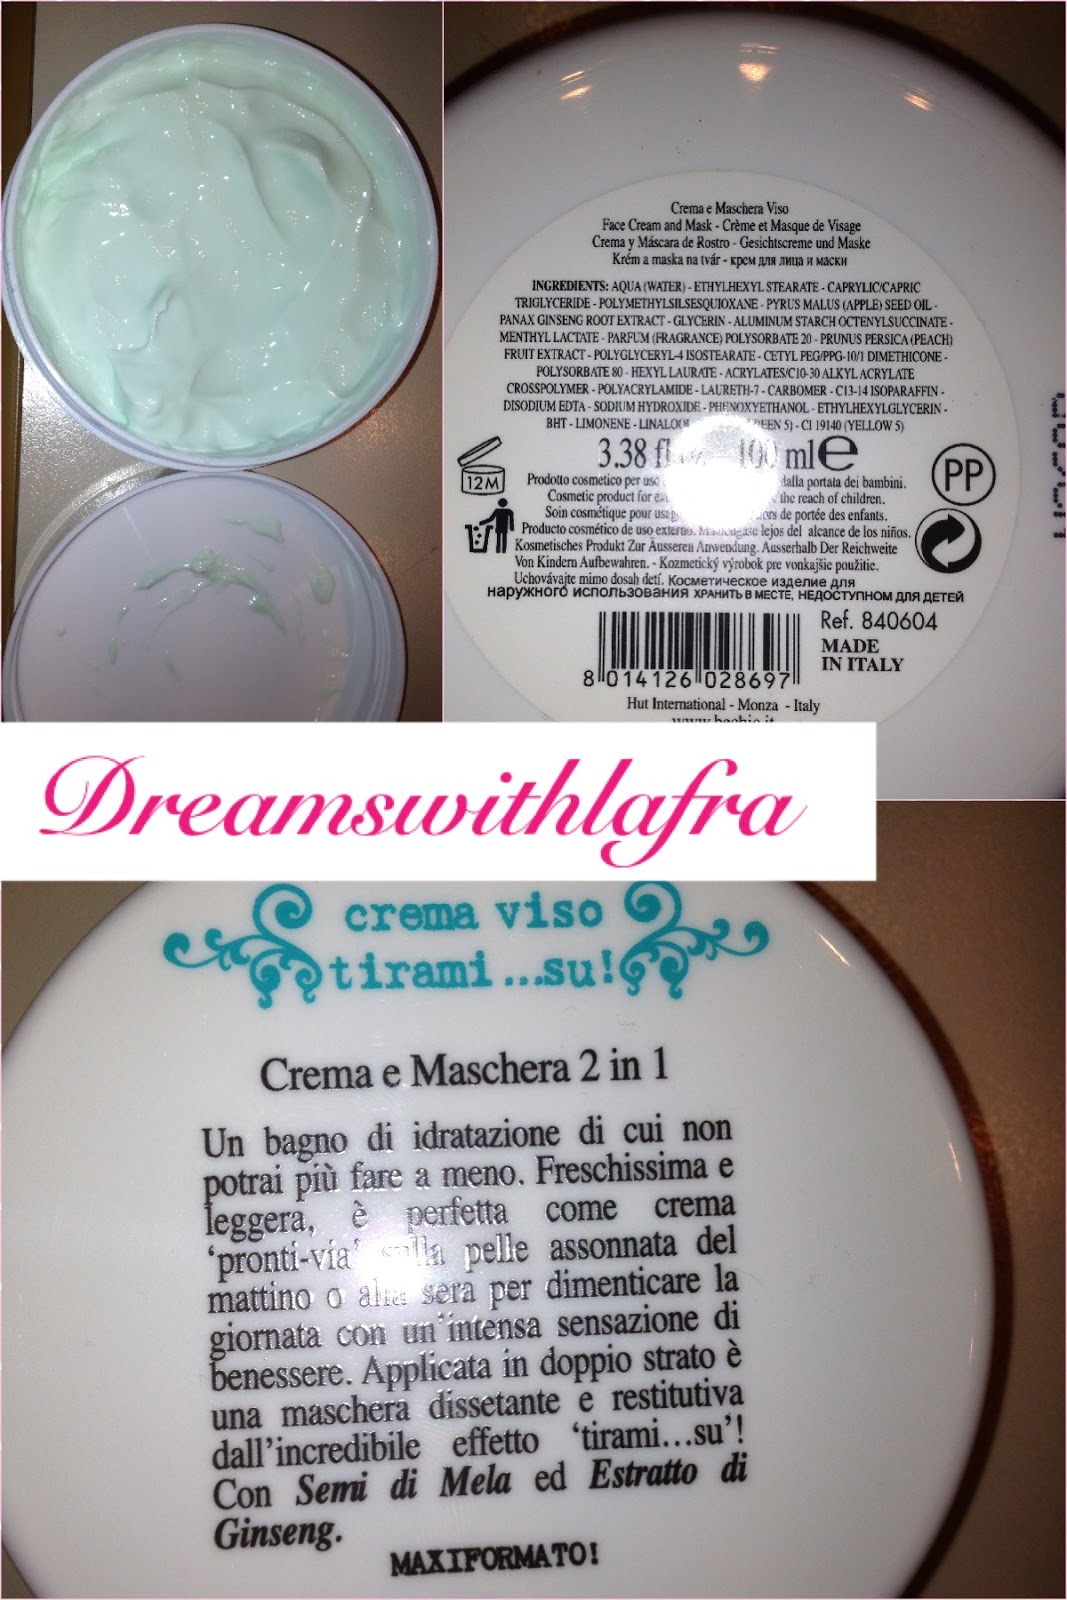 Crema e Maschera Viso
Face Cream and Mask - Crème et Masque de Visage
Crema y Máscara de Rostro - Gesichtscreme und Maske
Krém a maska na tvár - крем для лица и маски
INGREDIENTS: AQUA (WATER) - ETHYLHEXYL STEARATE - CAPRYLIC/CAPRIC
TRIGLYCERIDE - POLYMETHYLSILSESQUIOXANE - PYRUS MALUS (APPLE) SEED OIL -
PANAX GINSENG ROOT EXTRACT - GLYCERIN - ALUMINUM STARCH OCTENYLSUCCINATE -
MENTHYL LACTATE - PARFUM (FRAGRANCE) POLYSORBATE 20 - PRUNUS PERSICA (PEACH)
FRUIT EXTRACT - POLYGLYCERYL-4 ISOSTEARATE - CETYL PEG/PPG-10/1 DIMETHICONE -
POLYSORBATE 80 - HEXYL LAURATE - ACRYLATES/C10-30 ALKYL ACRYLATE
CROSSPOLYMER - POLYACRYLAMIDE - LAURETH-7 - CARBOMER - C13-14 ISOPARAFFIN -
DISODIUM EDTA - SODIUM HYDROXIDE - PHENOXYETHANOL - ETHYLHEXYLGLYCERIN -
BHT - LIMONENE - 5) - CI 19140 (YELLOW 5)
3.38 100 ml e
12M
PP
Prodotto cosmetico per uso dalla portata dei bambini.
Cosmetic product for the reach of children.
Soin cosmétique pour de portée des enfants.
Producto cosmético de uso lejos del alcance de los niños.
Kosmetisches Produkt Zur Äusseren Anwendung. Ausserhalb Der Reichweite
Von Kindern Aufbewahren. - Kozmetický výrobok pre vonkajšie použitie.
Uchovávajte mimo dosah detí. Косметическое изделие для
наружного использования хранить в месте, недоступном для детей
Ref. 840604
MADE
IN ITALY
8 014126 028697
Hut International - Monza - Italy
Dreamswithlafra
crema viso
tirami...su!
Crema e Maschera 2 in 1
Un bagno di idratazione di cui non
potrai più fare a meno. Freschissima e
leggera, è perfetta come crema
'pronti-via' sulla pelle assonnata del
mattino o alla sera per dimenticare la
giornata con un'intensa sensazione di
benessere. Applicata in doppio strato è
una maschera dissetante e restitutiva
dall'incredibile effetto 'tirami...su'!
Con Semi di Mela ed Estratto di
Ginseng.
MAXIFORMATO!